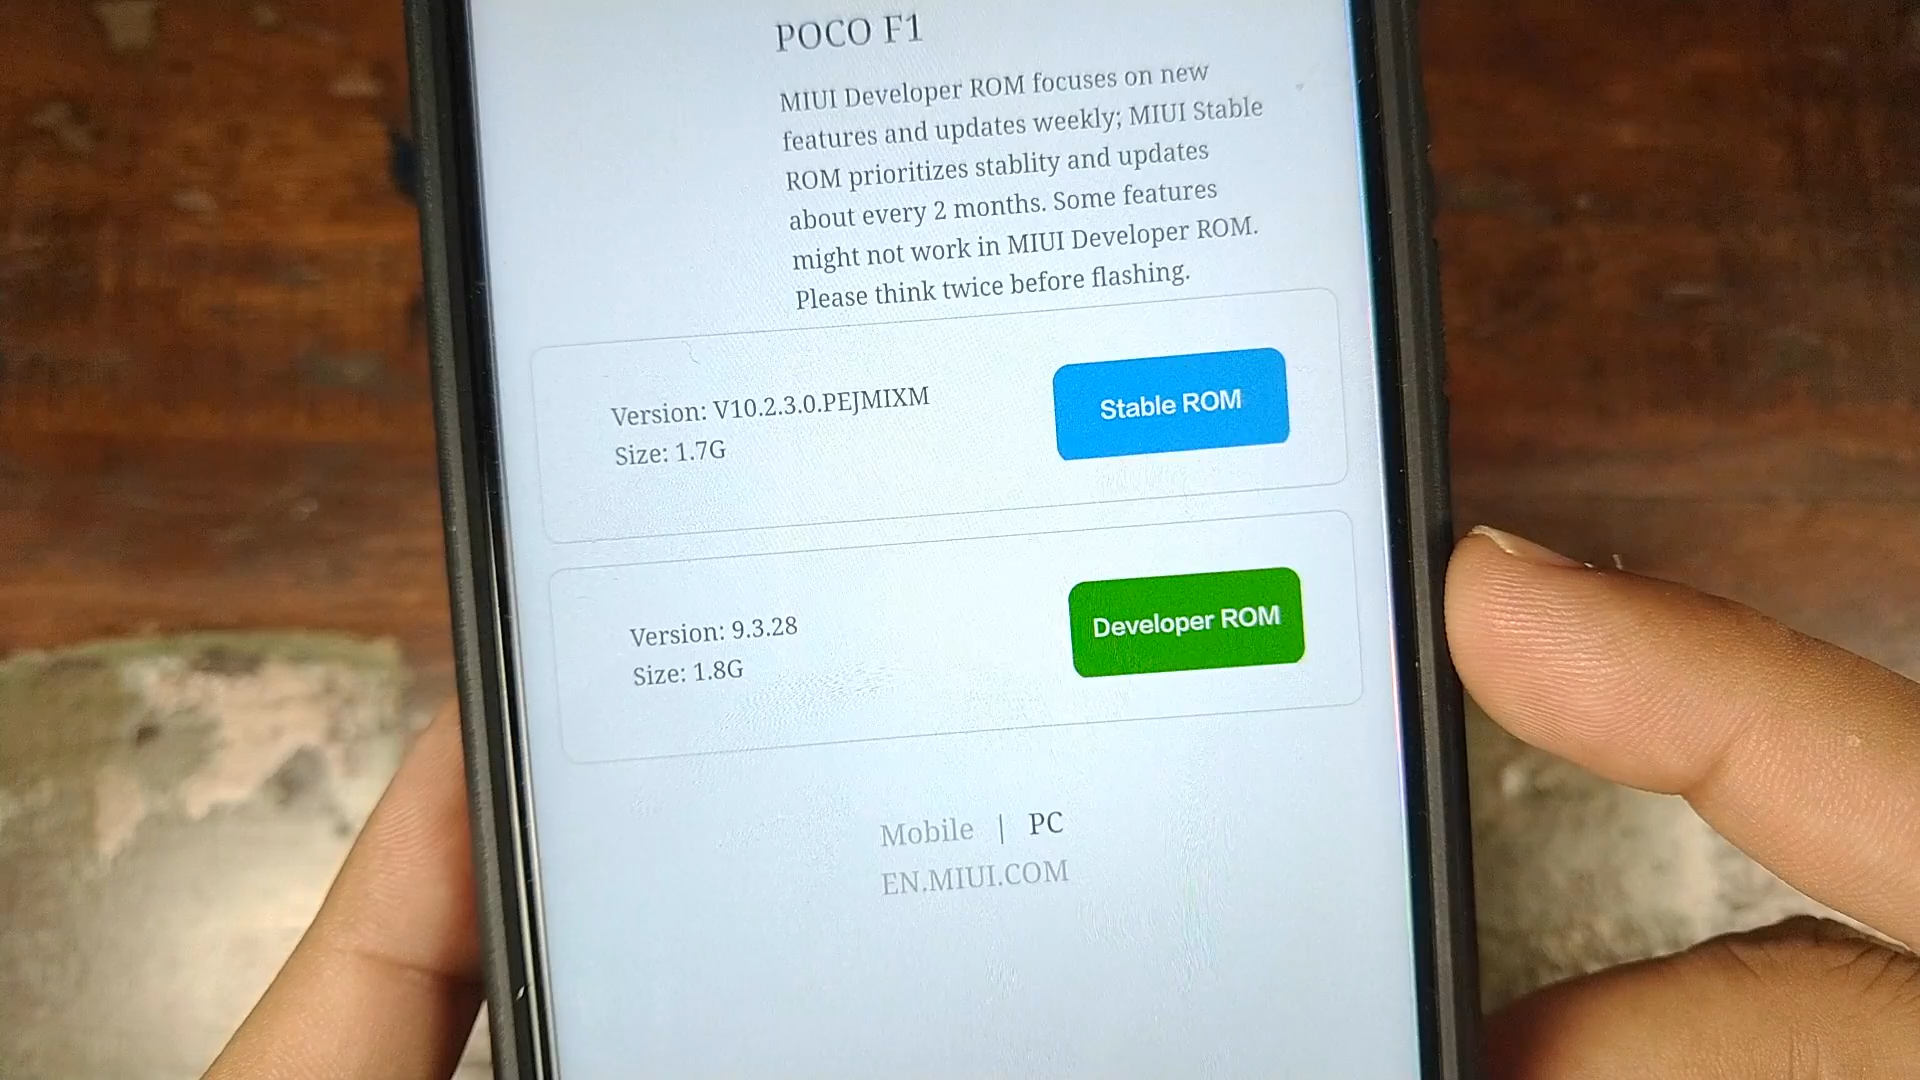 POCO F1
MIUI Developer ROM focuses on new
features and updates weekly; MIUI Stable
ROM prioritizes stablity and updates
about every 2 months. Some features
might not work in MIUI Developer ROM.
Please think twice before flashing.
Version: V10.2.3.0.PEJMIXM
Size: 1.7G
Stable ROM
Version: 9.3.28
Size: 1.8G
Developer ROM
Mobile | PC
EN.MIUI.COM